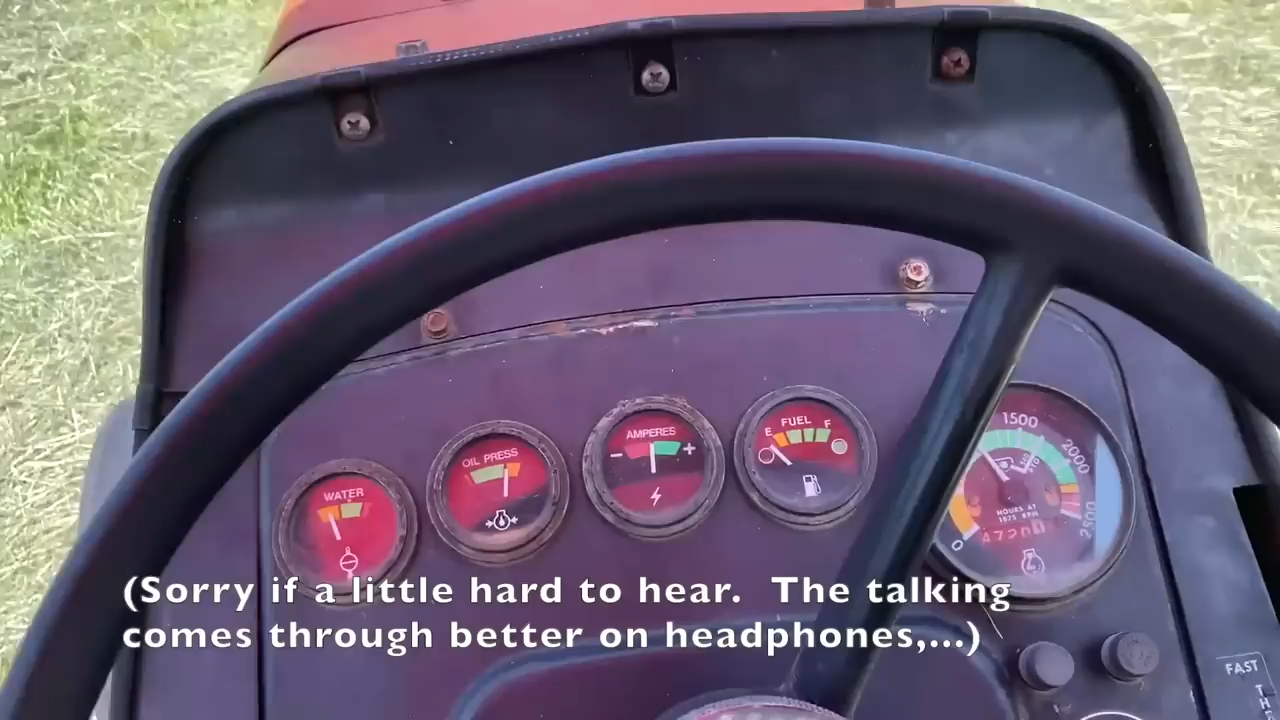 WATER
OIL PRESS
AMPERES
- +
E FUEL F
1500
2000
2500
0
HOURS AT
1875 RPM
FAST
(Sorry if a little hard to hear. The talking
comes through better on headphones,...)